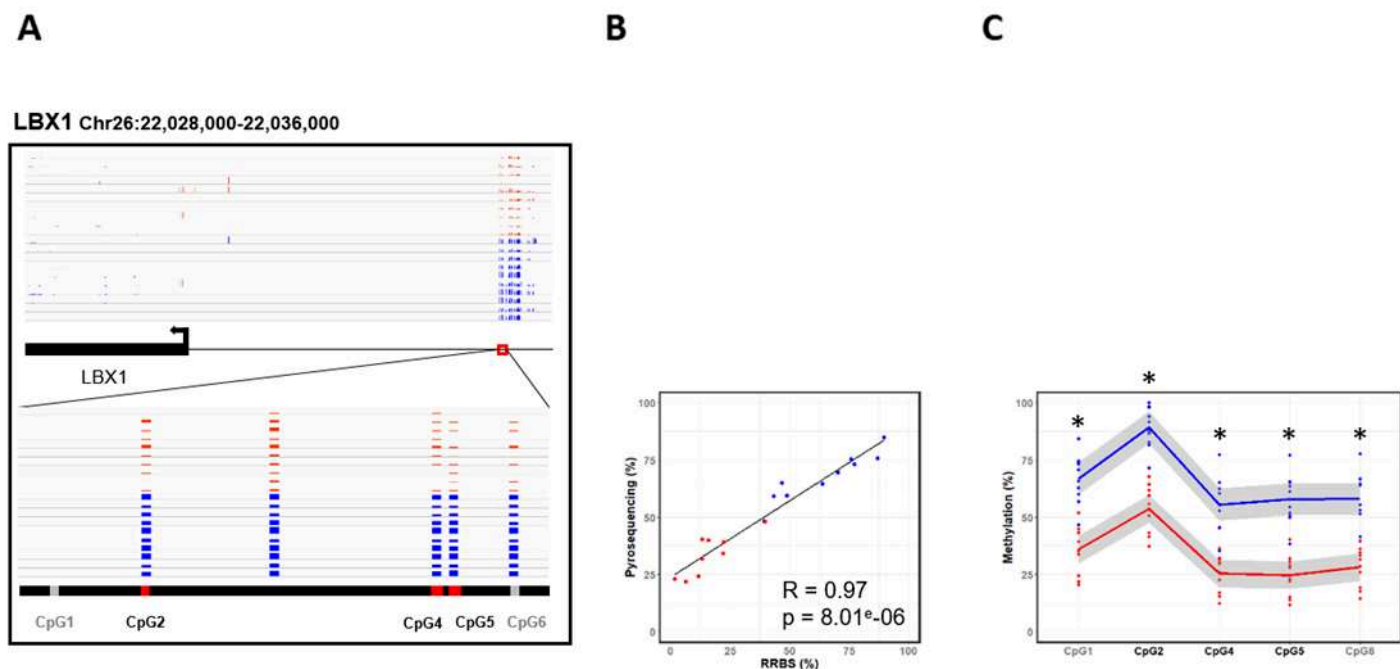 A
B
C
LBX1 Chr26:22,028,000-22,036,000
LBX1
CpG1 CpG2 CpG4 CpG5 CpG6
Pyrosequencing (%)
100
75
50
25
0
R = 0.97
p = 8.01e-06
0 25 50 75 100
RRBS (%)
Methylation (%)
100
75
50
25
0
* * * * *
CpG1 CpG2 CpG4 CpG5 CpG6